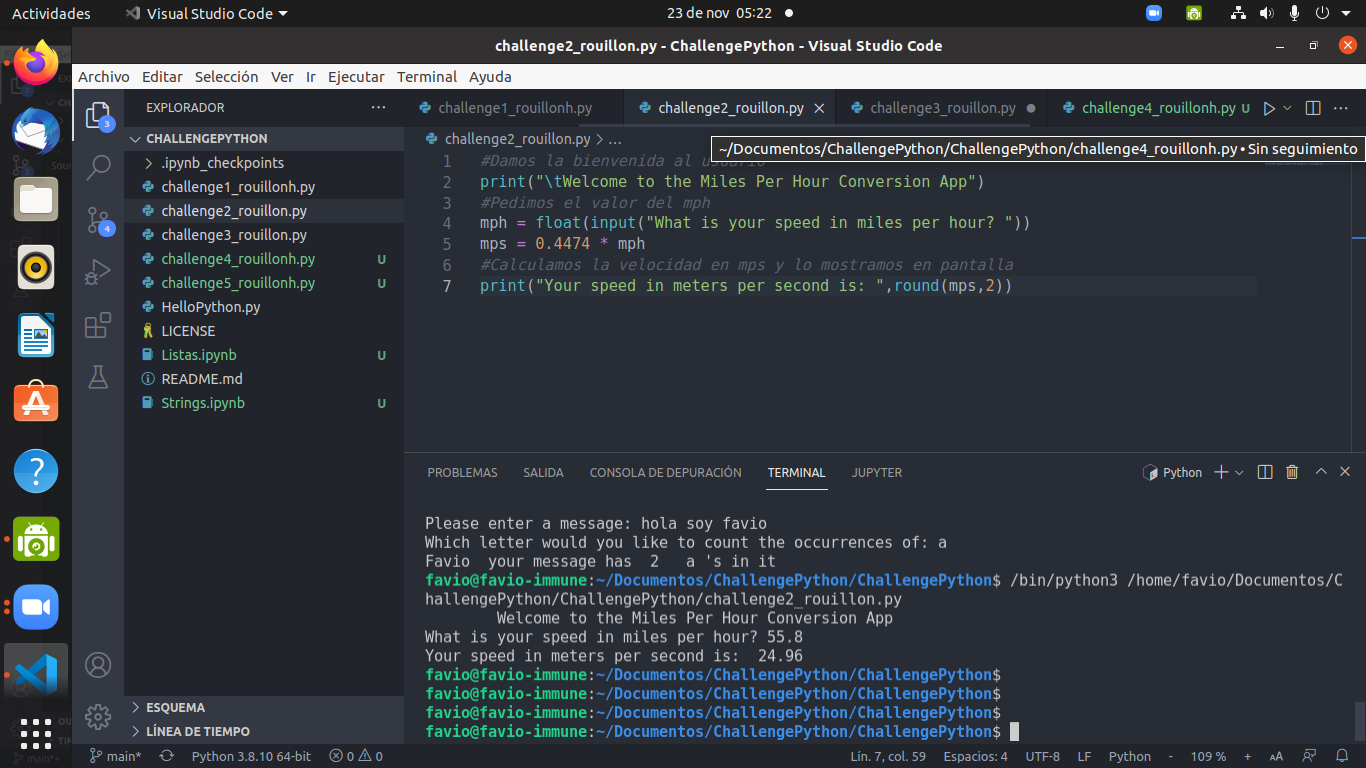 Actividades
Visual Studio Code
23 de nov 05:22
challenge2_rouillon.py - ChallengePython - Visual Studio Code
Archivo Editar Selección Ver Ir Ejecutar Terminal Ayuda
EXPLORADOR
challenge1_rouillonh.py
challenge2_rouillon.py
challenge3_rouillon.py
challenge4_rouillonh.py U
CHALLENGEPYTHON
.ipynb_checkpoints
challenge1_rouillonh.py
challenge2_rouillon.py
challenge3_rouillon.py
challenge4_rouillonh.py U
challenge5_rouillonh.py U
HelloPython.py
LICENSE
Listas.ipynb U
README.md
Strings.ipynb U
ESQUEMA
LÍNEA DE TIEMPO
3
4
challenge2_rouillon.py > ...
~/Documentos/ChallengePython/ChallengePython/challenge4_rouillonh.py • Sin seguimiento
1 #Damos la bienvenida al usuario
2 print("\tWelcome to the Miles Per Hour Conversion App")
3 #Pedimos el valor del mph
4 mph = float(input("What is your speed in miles per hour? "))
5 mps = 0.4474 * mph
6 #Calculamos la velocidad en mps y lo mostramos en pantalla
7 print("Your speed in meters per second is: ",round(mps,2))
PROBLEMAS SALIDA CONSOLA DE DEPURACIÓN TERMINAL JUPYTER
Python
Please enter a message: hola soy favio
Which letter would you like to count the occurrences of: a
Favio  your message has  2   a 's in it
favio@favio-immune:~/Documentos/ChallengePython/ChallengePython$ /bin/python3 /home/favio/Documentos/C
hallengePython/ChallengePython/challenge2_rouillon.py
Welcome to the Miles Per Hour Conversion App
What is your speed in miles per hour? 55.8
Your speed in meters per second is:  24.96
favio@favio-immune:~/Documentos/ChallengePython/ChallengePython$
favio@favio-immune:~/Documentos/ChallengePython/ChallengePython$
favio@favio-immune:~/Documentos/ChallengePython/ChallengePython$
favio@favio-immune:~/Documentos/ChallengePython/ChallengePython$
main* Python 3.8.10 64-bit 0 0 Lín. 7, col. 59 Espacios: 4 UTF-8 LF Python - 109 % + AA